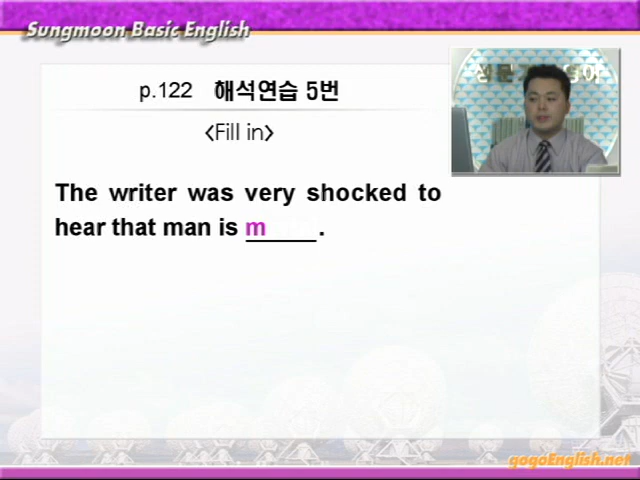 Sungmoon Basic English
p.122 해석연습 5번
<Fill in>
The writer was very shocked to
hear that man is m_____.
gogoEnglish.net